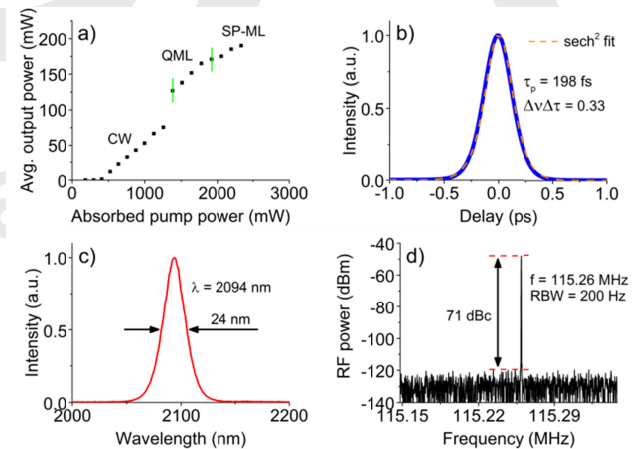 a)
SP-ML
QML
CW
200
150
100
50
0
0
1000
2000
3000
Avg. output power (mW)
Absorbed pump power (mW)
b)
sech² fit
τp = 198 fs
ΔνΔτ = 0.33
1.0
0.5
0.0
-1.0
-0.5
0.0
0.5
1.0
Intensity (a.u.)
Delay (ps)
c)
λ = 2094 nm
24 nm
1.0
0.5
0.0
2000
2100
2200
Intensity (a.u.)
Wavelength (nm)
d)
f = 115.26 MHz
RBW = 200 Hz
71 dBc
-40
-60
-80
-100
-120
-140
115.15
115.22
115.29
RF power (dBm)
Frequency (MHz)